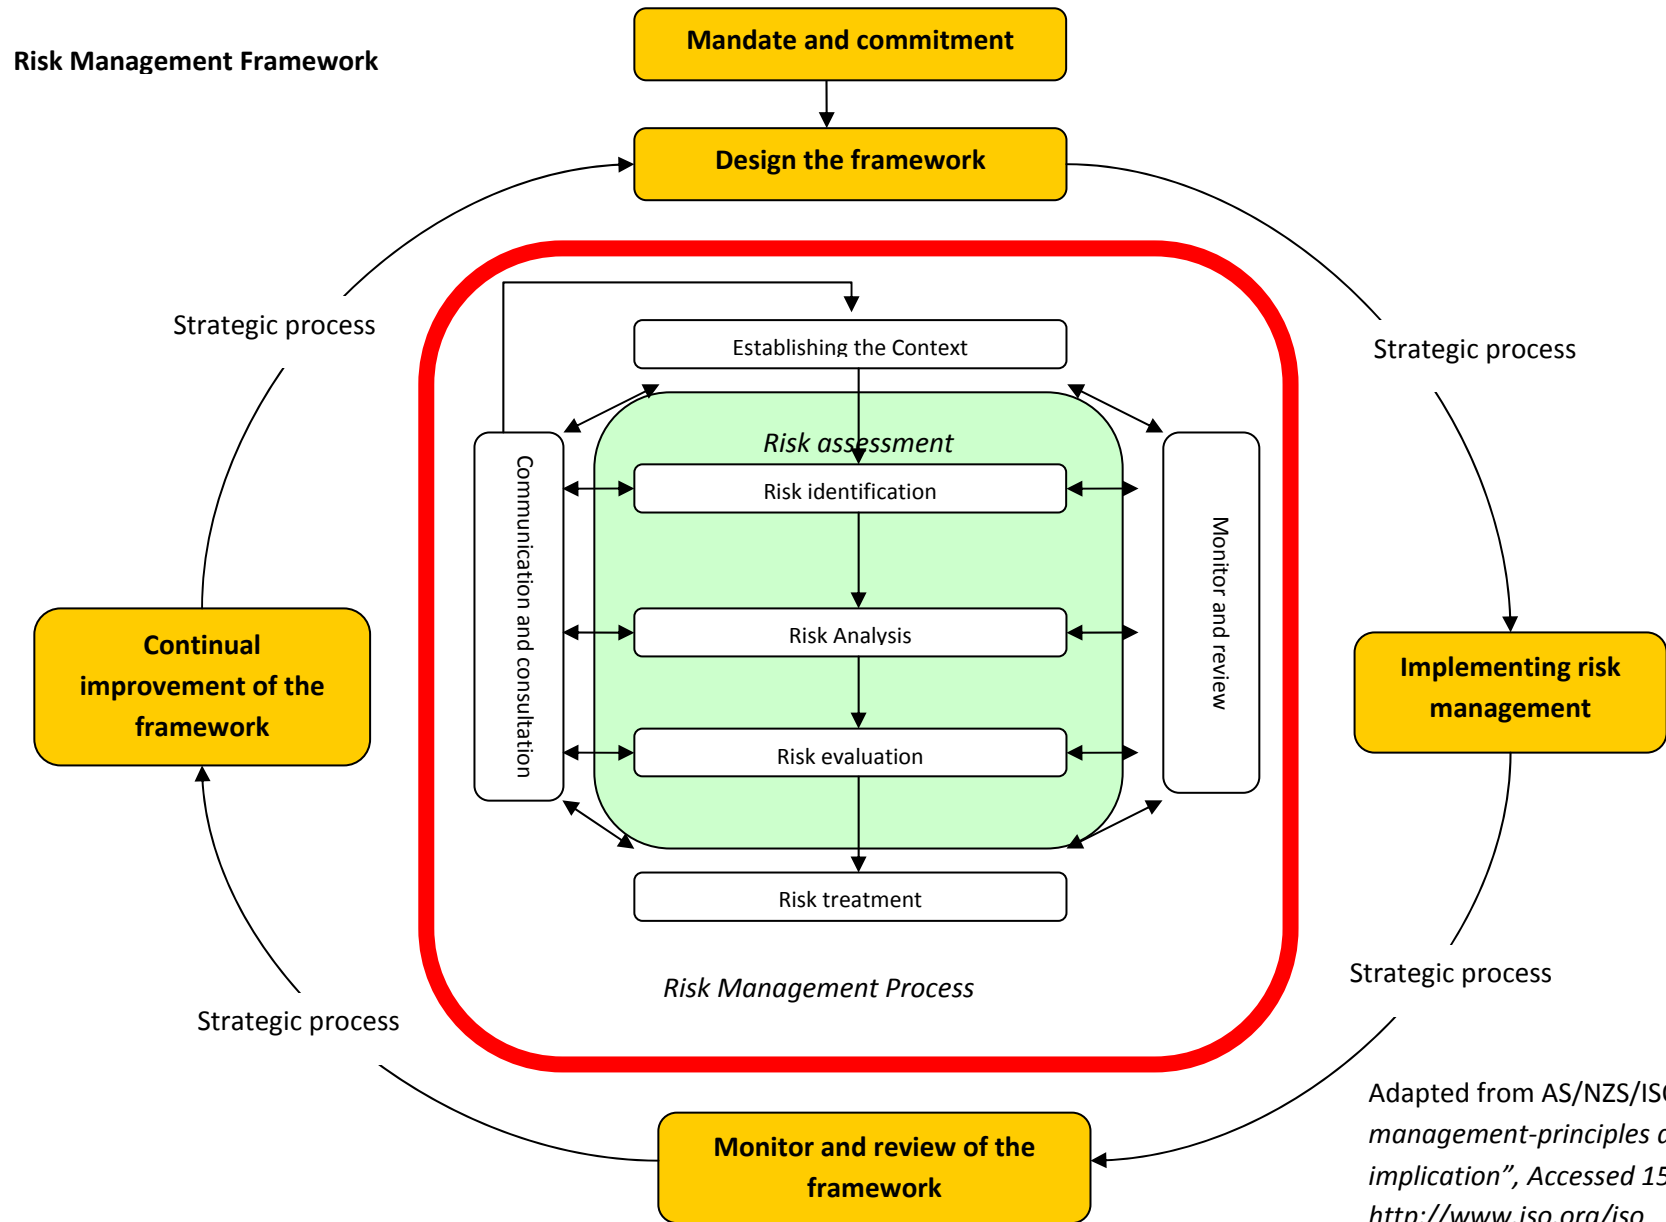 Risk Management Framework
Mandate and commitment
Design the framework
Strategic process
Strategic process
Establishing the Context
Risk assessment
Communication and consultation
Risk identification
Monitor and review
Risk Analysis
Risk evaluation
Continual
improvement of the
framework
Implementing risk
management
Risk treatment
Risk Management Process
Strategic process
Strategic process
Monitor and review of the
framework
Adapted from AS/NZS/ISO
management-principles a
implication”, Accessed 15
http://www.iso.org/iso